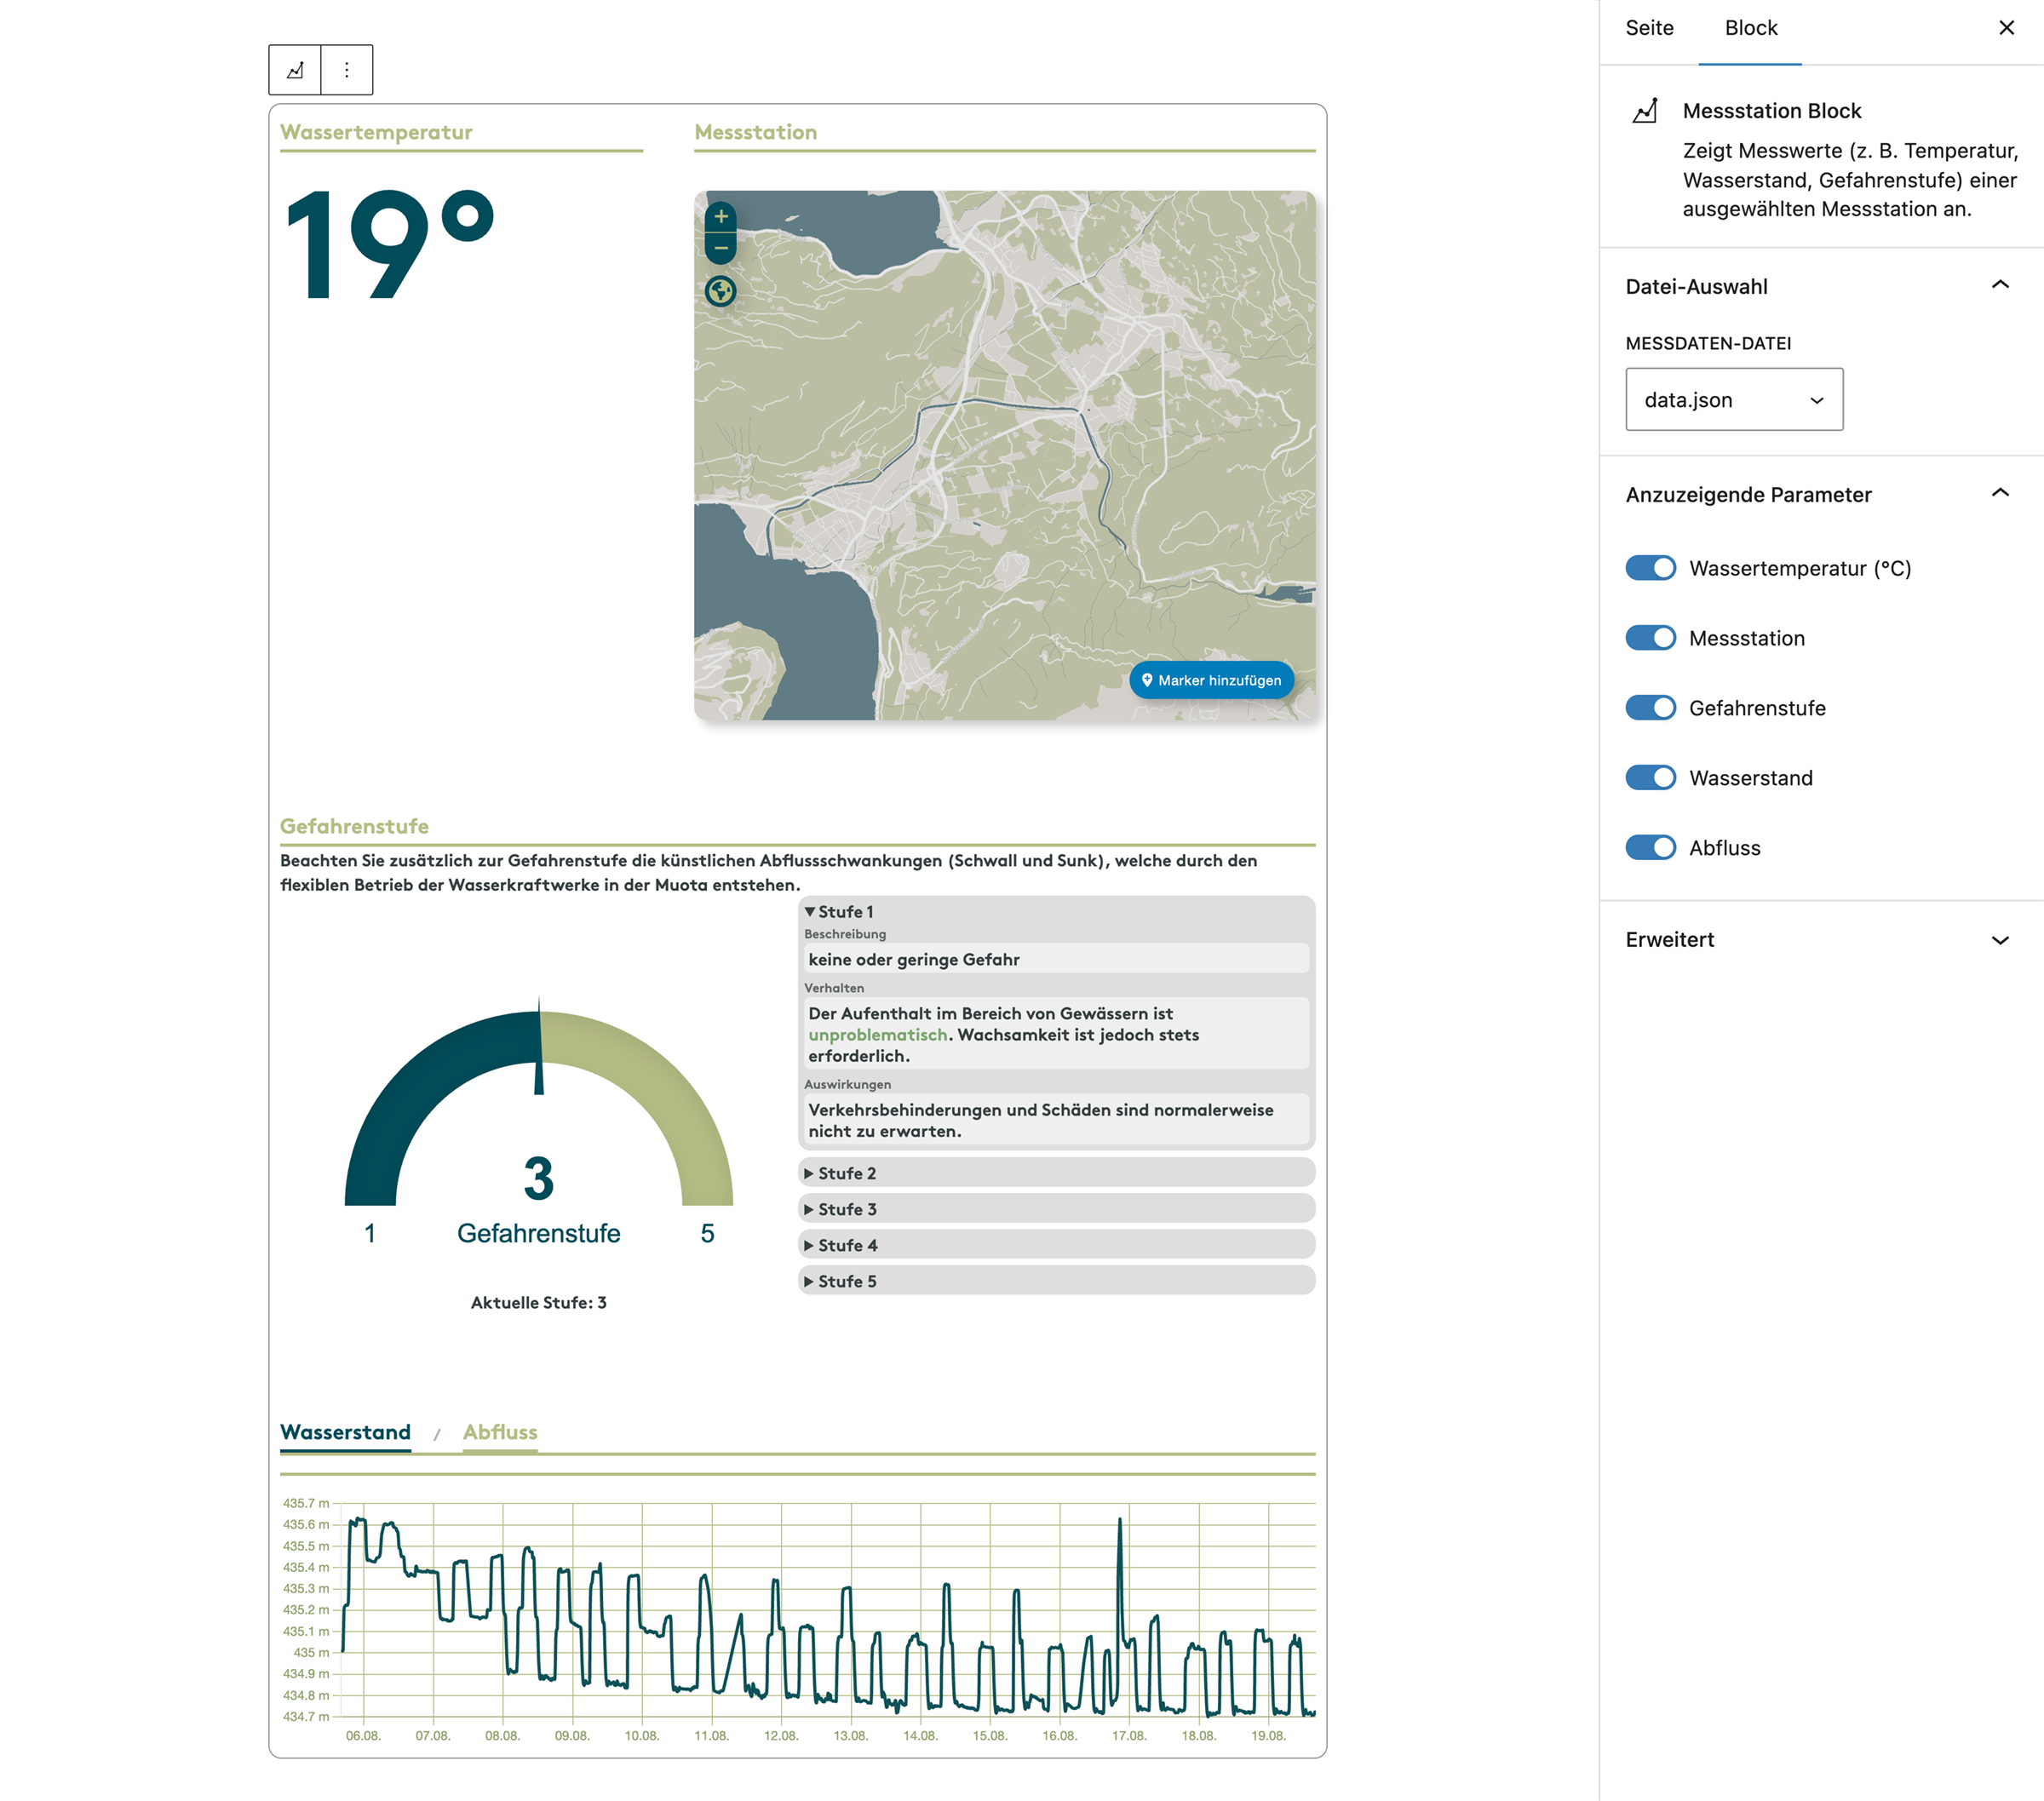 Wassertemperatur
19°
Messstation
+
−
Marker hinzufügen
Gefahrenstufe
Beachten Sie zusätzlich zur Gefahrenstufe die künstlichen Abflussschwankungen (Schwall und Sunk), welche durch den
flexiblen Betrieb der Wasserkraftwerke in der Muota entstehen.
3
1
Gefahrenstufe
5
Aktuelle Stufe: 3
Stufe 1
Beschreibung
keine oder geringe Gefahr
Verhalten
Der Aufenthalt im Bereich von Gewässern ist
unproblematisch. Wachsamkeit ist jedoch stets
erforderlich.
Auswirkungen
Verkehrsbehinderungen und Schäden sind normalerweise
nicht zu erwarten.
Stufe 2
Stufe 3
Stufe 4
Stufe 5
Wasserstand / Abfluss
435.7 m
435.6 m
435.5 m
435.4 m
435.3 m
435.2 m
435.1 m
435 m
434.9 m
434.8 m
434.7 m
06.08. 07.08. 08.08. 09.08. 10.08. 11.08. 12.08. 13.08. 14.08. 15.08. 16.08. 17.08. 18.08. 19.08.
Seite Block
Messstation Block
Zeigt Messwerte (z. B. Temperatur,
Wasserstand, Gefahrenstufe) einer
ausgewählten Messstation an.
Datei-Auswahl
MESSDATEN-DATEI
data.json
Anzuzeigende Parameter
Wassertemperatur (°C)
Messstation
Gefahrenstufe
Wasserstand
Abfluss
Erweitert